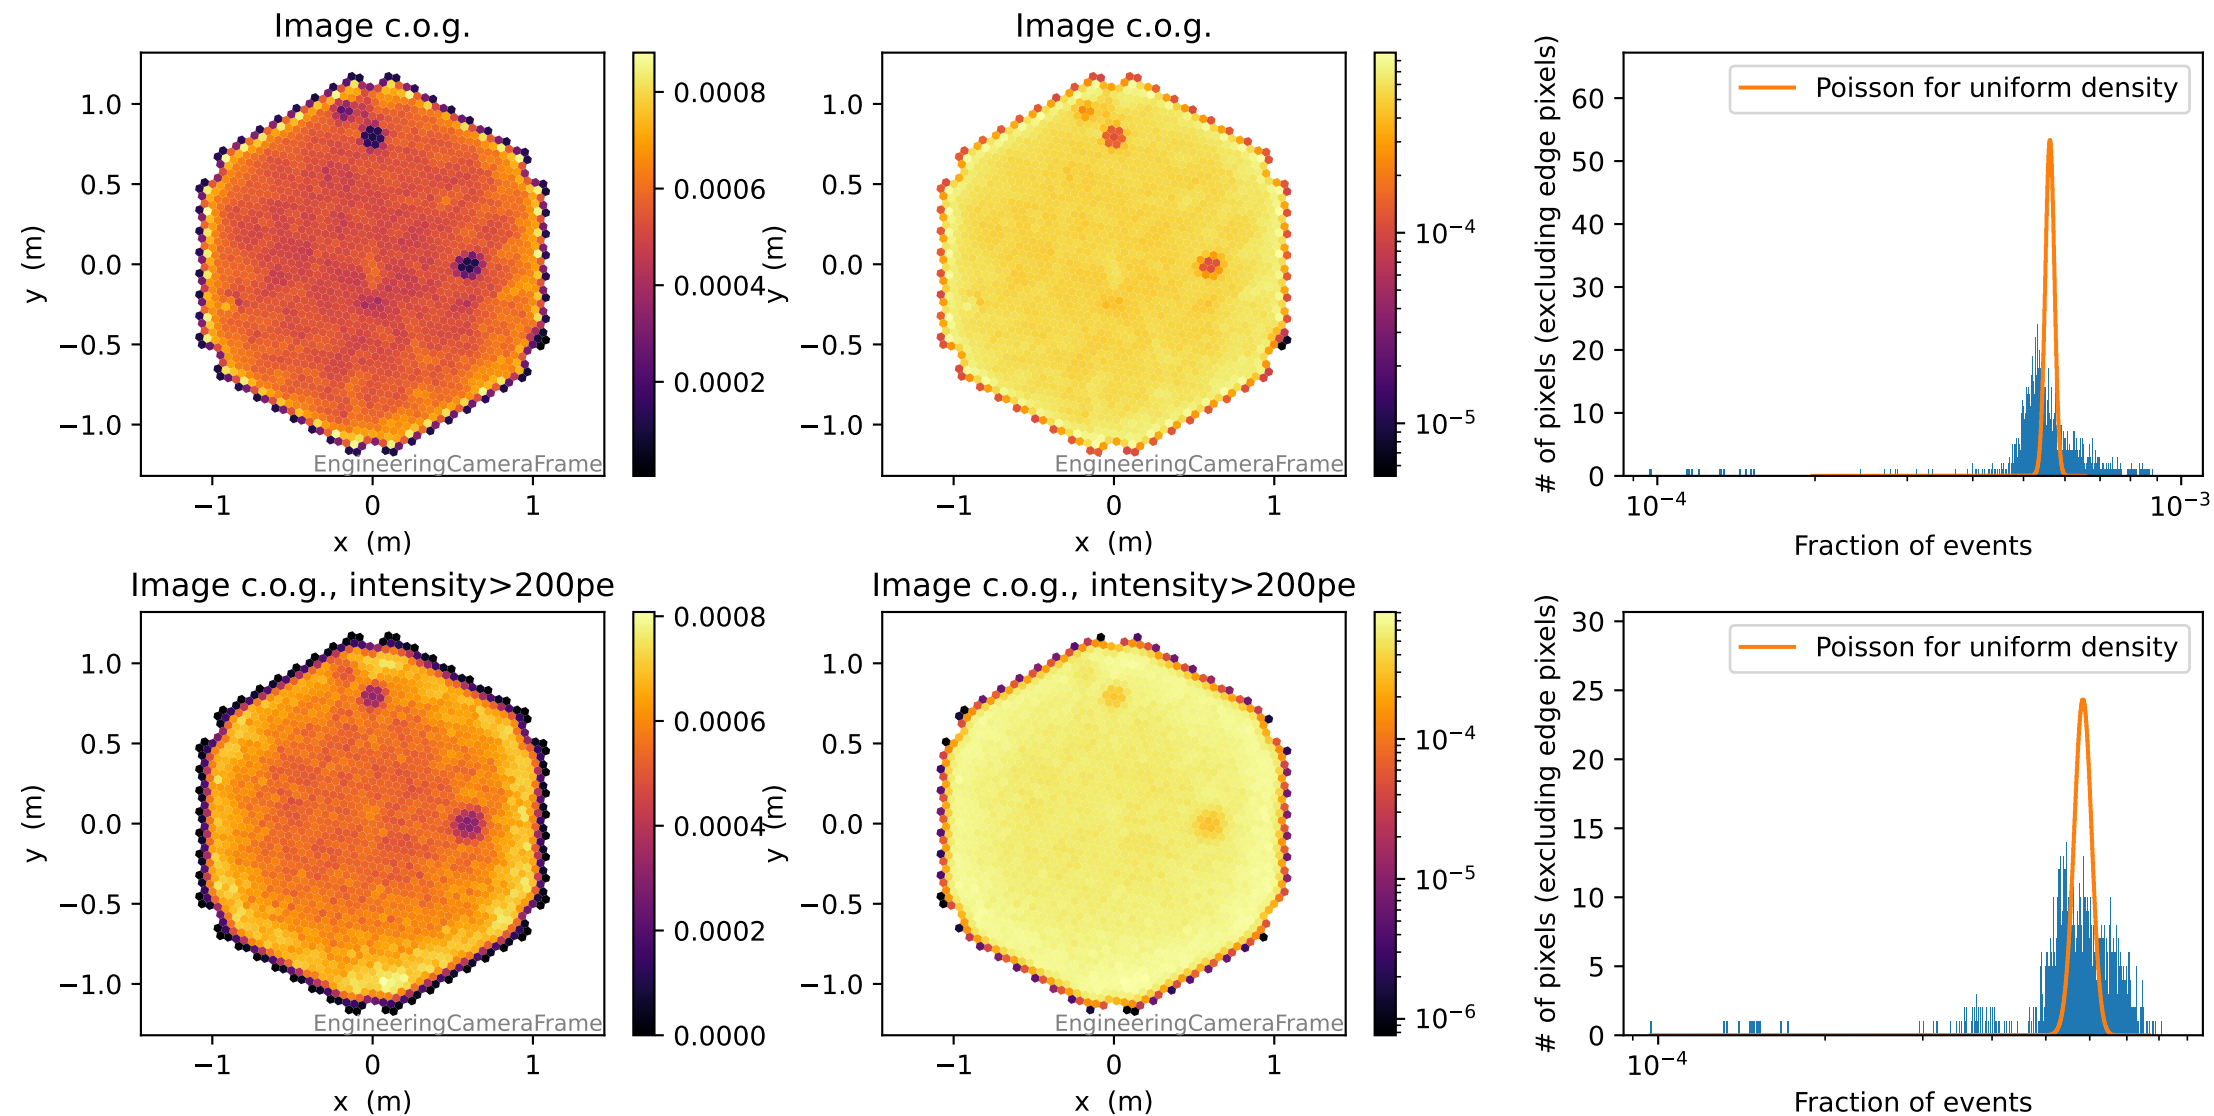 Image c.o.g.
1.0
0.5
0.0
−0.5
−1.0
y (m)
−1
0
1
x (m)
EngineeringCameraFrame
0.0008
0.0006
0.0004
0.0002
Image c.o.g.
1.0
0.5
0.0
−0.5
−1.0
y (m)
−1
0
1
x (m)
EngineeringCameraFrame
10⁻⁴
10⁻⁵
# of pixels (excluding edge pixels)
60
50
40
30
20
10
0
Poisson for uniform density
10⁻⁴
10⁻³
Fraction of events
Image c.o.g., intensity>200pe
1.0
0.5
0.0
−0.5
−1.0
y (m)
−1
0
1
x (m)
EngineeringCameraFrame
0.0008
0.0006
0.0004
0.0002
0.0000
Image c.o.g., intensity>200pe
1.0
0.5
0.0
−0.5
−1.0
y (m)
−1
0
1
x (m)
EngineeringCameraFrame
10⁻⁴
10⁻⁵
10⁻⁶
# of pixels (excluding edge pixels)
30
25
20
15
10
5
0
Poisson for uniform density
10⁻⁴
Fraction of events